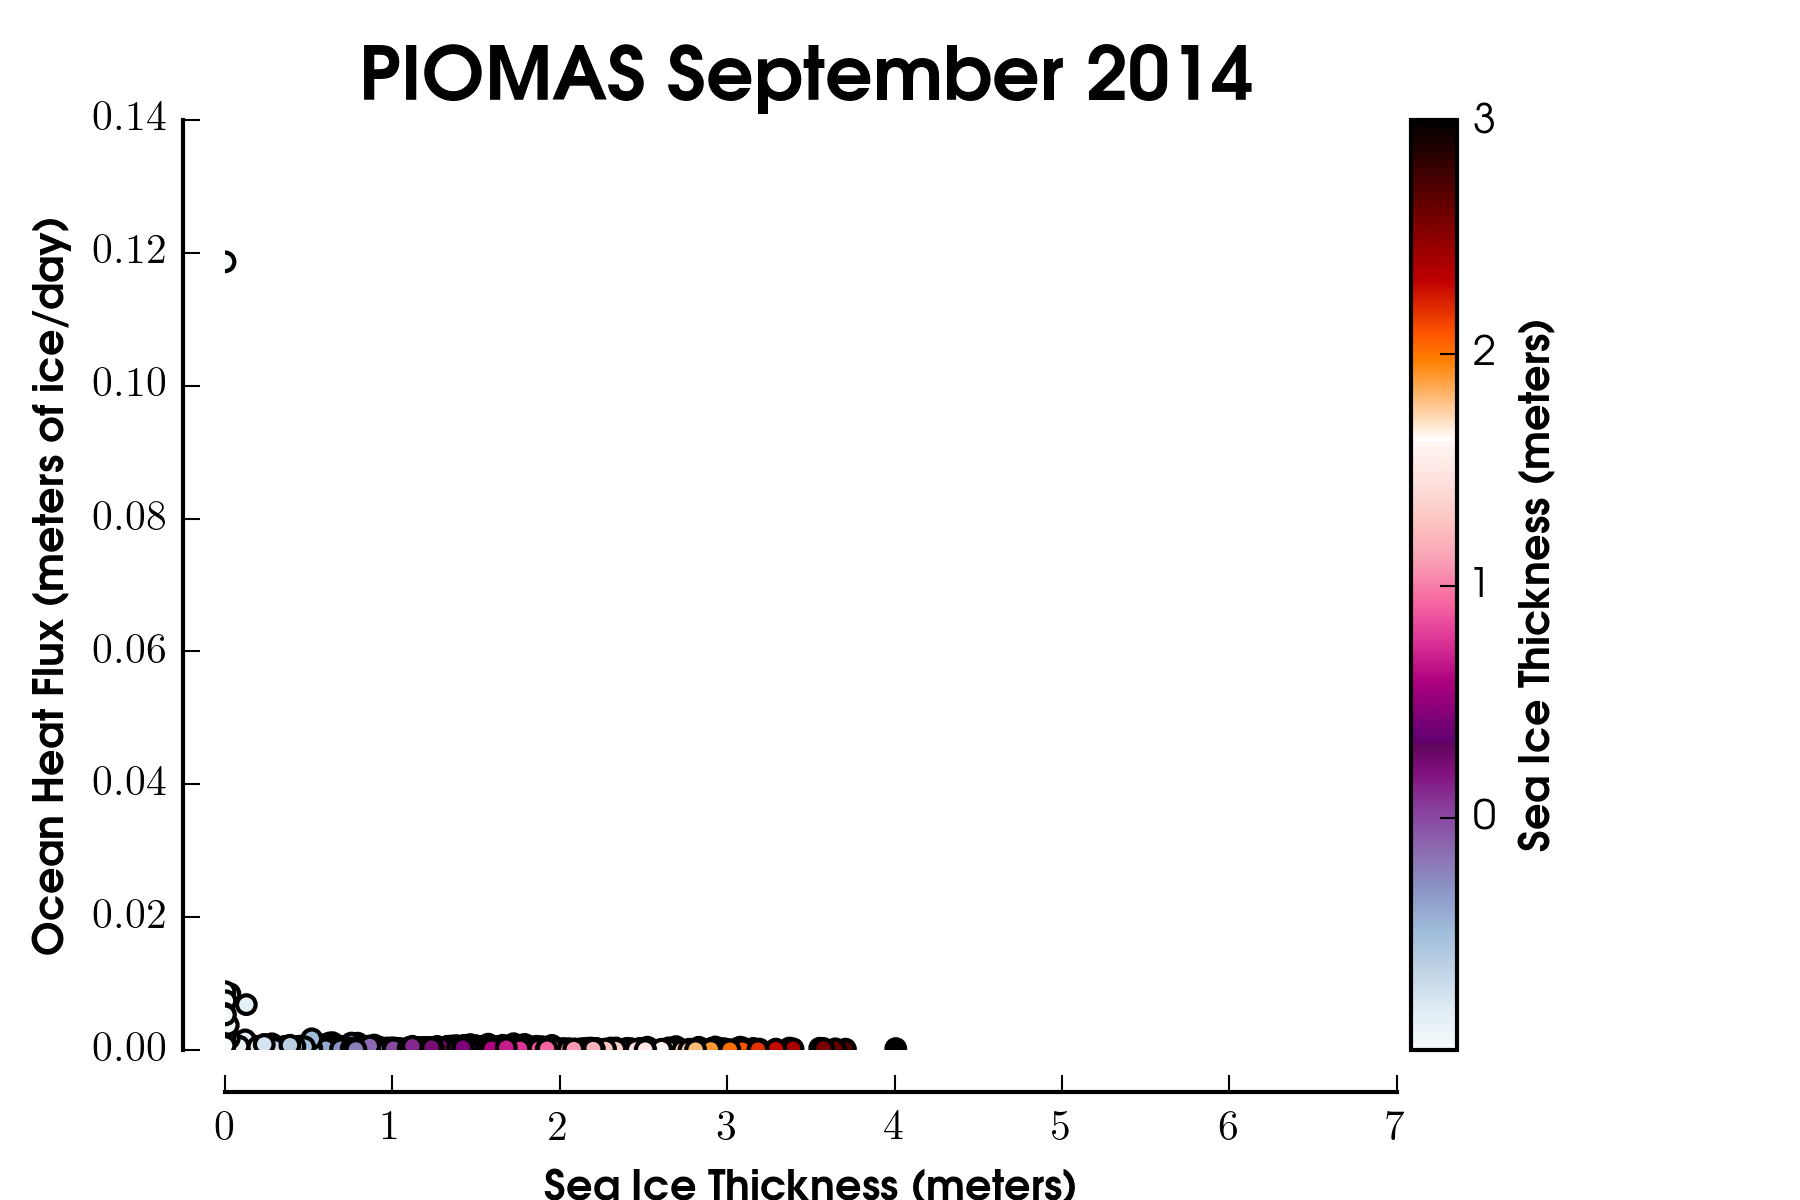 PIOMAS September 2014
Ocean Heat Flux (meters of ice/day)
0.14
0.12
0.10
0.08
0.06
0.04
0.02
0.00
0 1 2 3 4 5 6 7
Sea Ice Thickness (meters)
3
2
1
0
Sea Ice Thickness (meters)